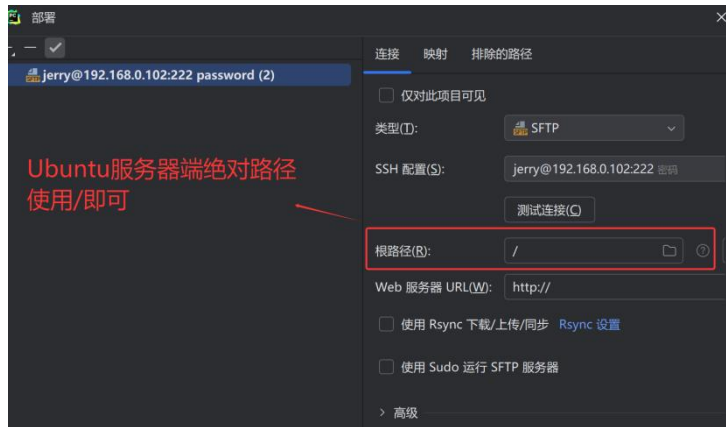 部署
连接 映射 排除的路径
jerry@192.168.0.102:222 password (2)
仅对此项目可见
类型(T): SFTP
Ubuntu服务器端绝对路径
使用/即可
SSH 配置(S): jerry@192.168.0.102:222 密码
测试连接(C)
根路径(R): /
Web 服务器 URL(W): http://
使用 Rsync 下载/上传/同步 Rsync 设置
使用 Sudo 运行 SFTP 服务器
高级